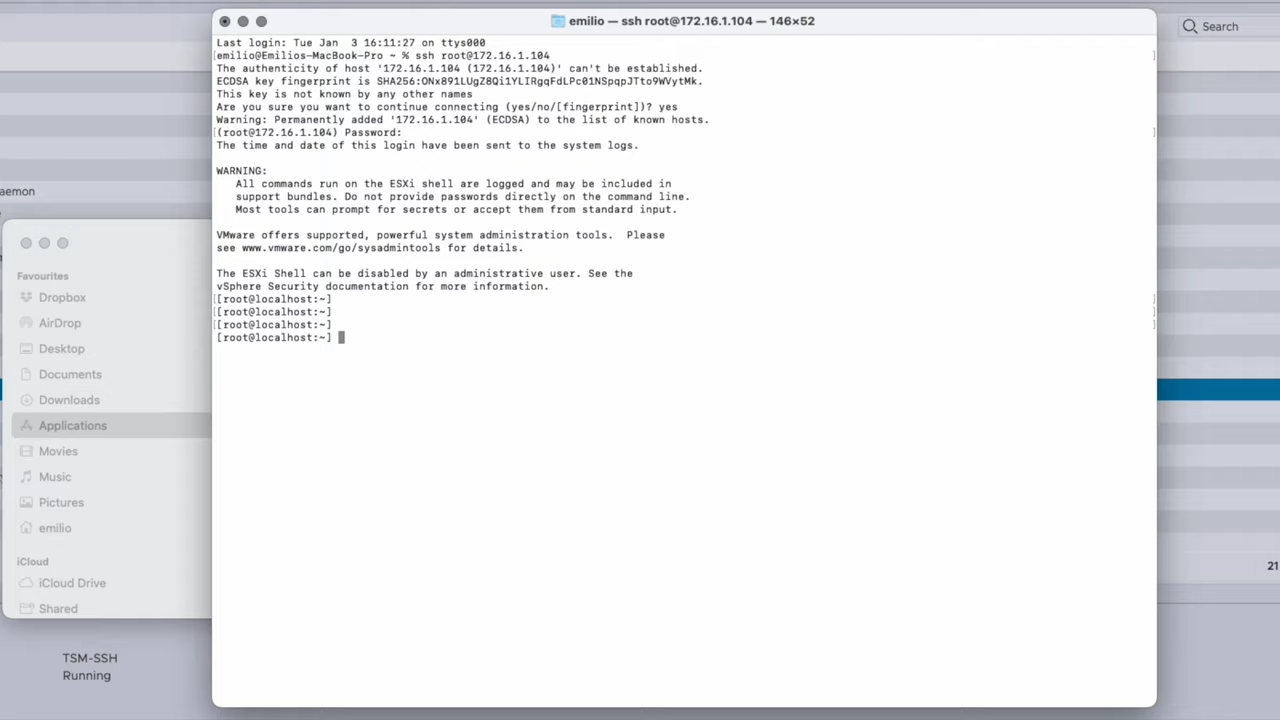 emilio — ssh root@172.16.1.104 — 146×52
Search
Last login: Tue Jan  3 16:11:27 on ttys000
[emilio@Emilios-MacBook-Pro ~ % ssh root@172.16.1.104 ]
The authenticity of host '172.16.1.104 (172.16.1.104)' can't be established.
ECDSA key fingerprint is SHA256:ONx891LUgZ8Qi1YLIRgqFdLPc01NSpqpJTto9WVytMk.
This key is not known by any other names
Are you sure you want to continue connecting (yes/no/[fingerprint])? yes
Warning: Permanently added '172.16.1.104' (ECDSA) to the list of known hosts.
[(root@172.16.1.104) Password: ]
The time and date of this login have been sent to the system logs.
WARNING:
All commands run on the ESXi shell are logged and may be included in
support bundles. Do not provide passwords directly on the command line.
Most tools can prompt for secrets or accept them from standard input.
VMware offers supported, powerful system administration tools.  Please
see www.vmware.com/go/sysadmintools for details.
The ESXi Shell can be disabled by an administrative user. See the
vSphere Security documentation for more information.
[[root@localhost:~] ]
[[root@localhost:~] ]
[[root@localhost:~] ]
[root@localhost:~]
aemon
Favourites
Dropbox
AirDrop
Desktop
Documents
Downloads
Applications
Movies
Music
Pictures
emilio
iCloud
iCloud Drive
Shared
21
TSM-SSH
Running